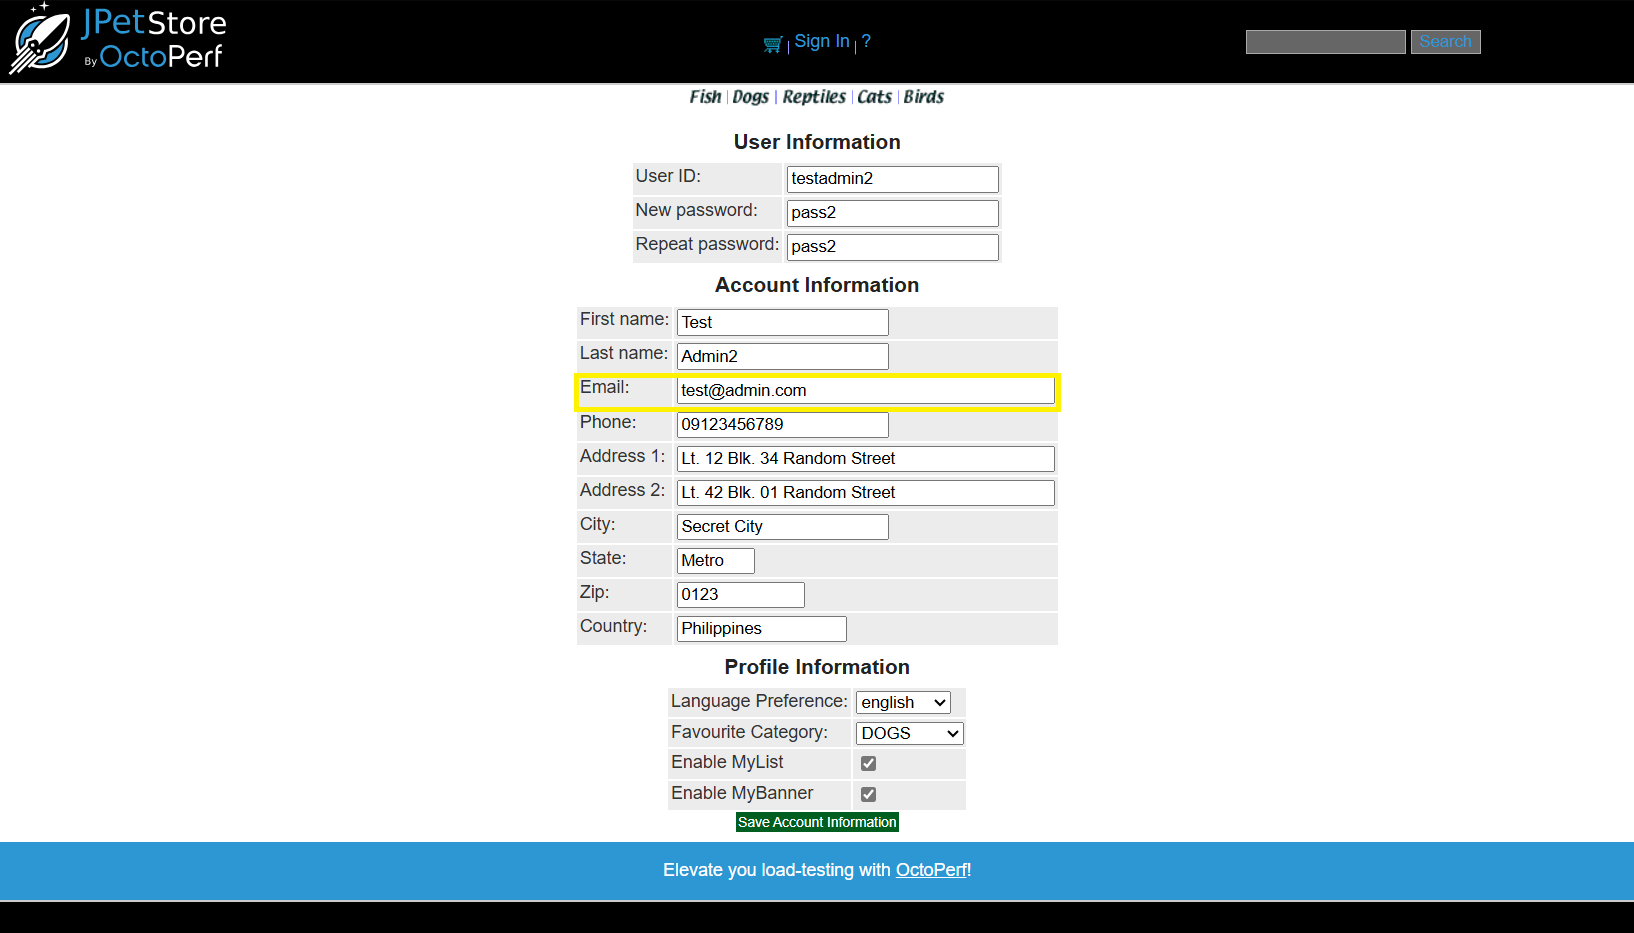 JPetStore
By OctoPerf
Sign In | ?
Search
Fish | Dogs | Reptiles | Cats | Birds
User Information
User ID: testadmin2
New password: pass2
Repeat password: pass2
Account Information
First name: Test
Last name: Admin2
Email: test@admin.com
Phone: 09123456789
Address 1: Lt. 12 Blk. 34 Random Street
Address 2: Lt. 42 Blk. 01 Random Street
City: Secret City
State: Metro
Zip: 0123
Country: Philippines
Profile Information
Language Preference: english
Favourite Category: DOGS
Enable MyList
Enable MyBanner
Save Account Information
Elevate you load-testing with OctoPerf!